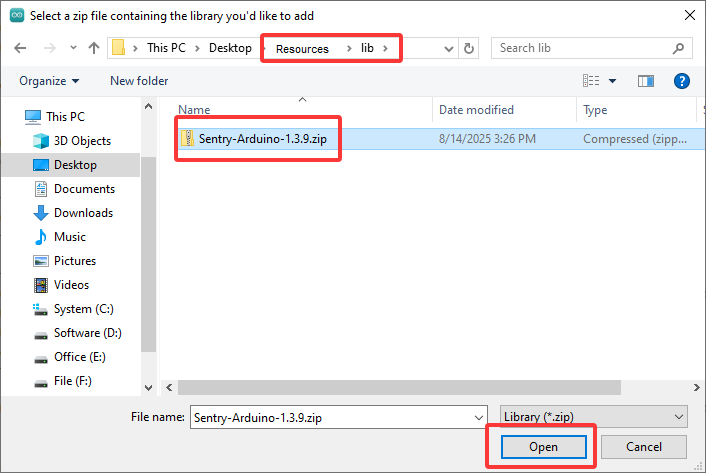 Select a zip file containing the library you'd like to add
This PC > Desktop > Resources > lib >
Search lib
Organize
New folder
Name
Date modified
Type
S
Sentry-Arduino-1.3.9.zip
8/14/2025 3:26 PM
Compressed (zipp...
This PC
3D Objects
Desktop
Documents
Downloads
Music
Pictures
Videos
System (C:)
Software (D:)
Office (E:)
File (F:)
File name:
Sentry-Arduino-1.3.9.zip
Library (*.zip)
Open
Cancel